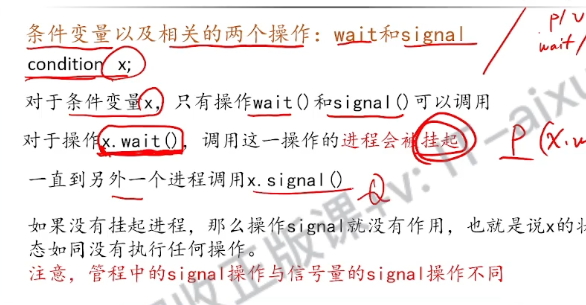 条件变量以及相关的两个操作：wait和signal
condition x;
对于条件变量x，只有操作wait()和signal()可以调用
对于操作x.wait()，调用这一操作的进程会被挂起
一直到另外一个进程调用x.signal()
如果没有挂起进程，那么操作signal就没有作用，也就是说x的
态如同没有执行任何操作。
注意，管程中的signal操作与信号量的signal操作不同
P/V
wait/
P (x.w
Q